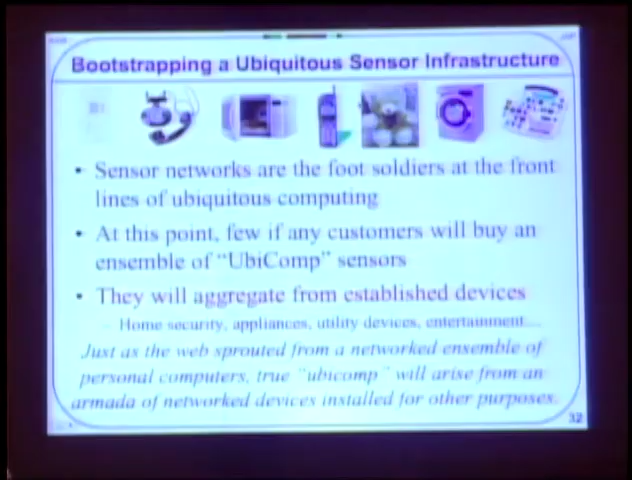 Bootstrapping a Ubiquitous Sensor Infrastructure
• Sensor networks are the foot soldiers at the front
lines of ubiquitous computing
• At this point, few if any customers will buy an
ensemble of "UbiComp" sensors
• They will aggregate from established devices
Home security, appliances, utility devices, entertainment...
Just as the web sprouted from a networked ensemble of
personal computers, true "ubicomp" will arise from an
armada of networked devices installed for other purposes.
32